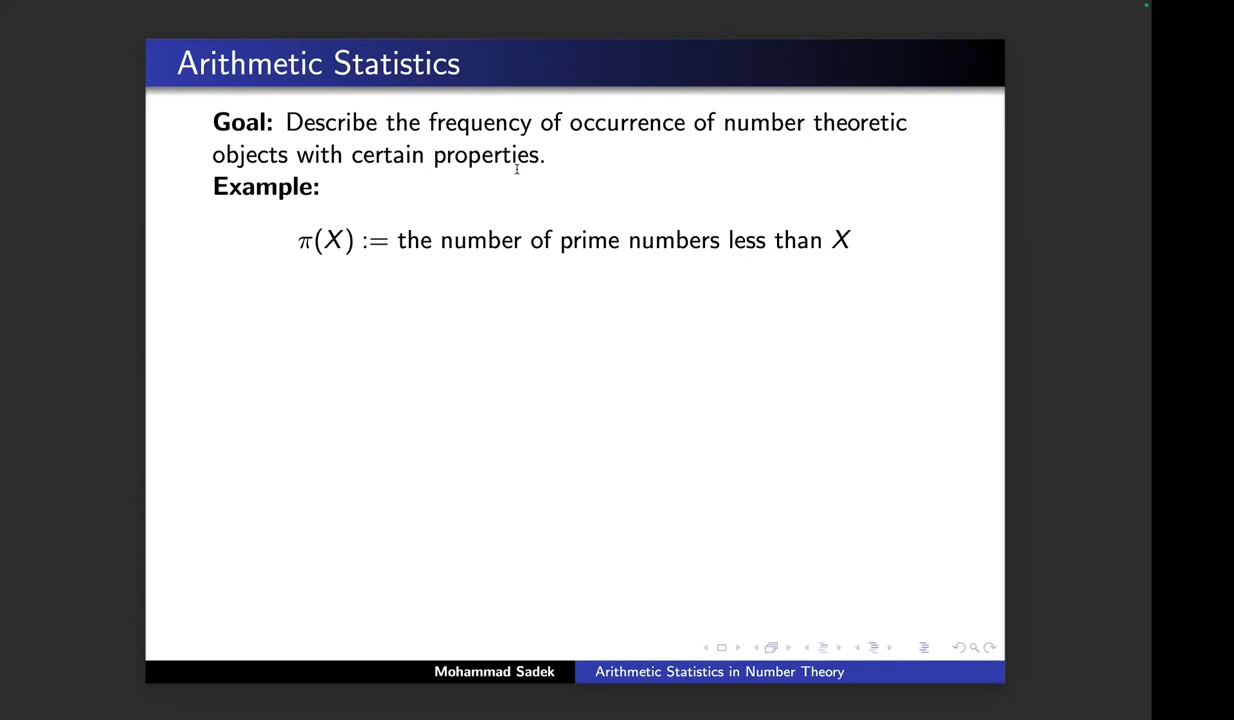 Arithmetic Statistics
Goal: Describe the frequency of occurrence of number theoretic
objects with certain properties.
Example:
π(X) := the number of prime numbers less than X
Mohammad Sadek
Arithmetic Statistics in Number Theory